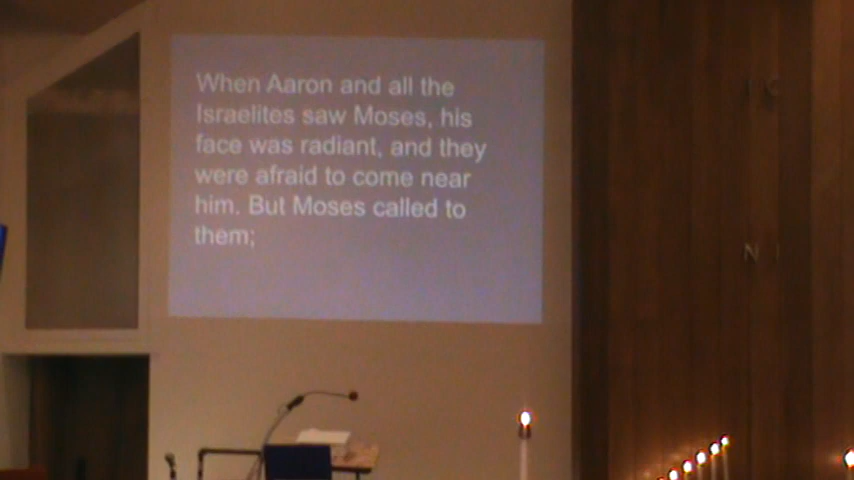 When Aaron and all the
Israelites saw Moses, his
face was radiant, and they
were afraid to come near
him. But Moses called to
them;